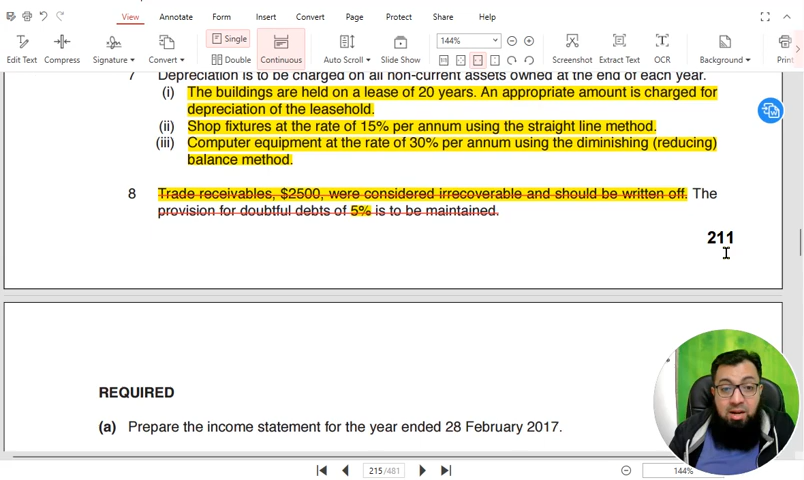 View Annotate Form Insert Convert Page Protect Share Help
Single Continuous 144%
Edit Text Compress Signature Convert Double Auto Scroll Slide Show Screenshot Extract Text OCR Background Print
7 Depreciation is to be charged on all non-current assets owned at the end of each year.
(i) The buildings are held on a lease of 20 years. An appropriate amount is charged for
depreciation of the leasehold.
(ii) Shop fixtures at the rate of 15% per annum using the straight line method.
(iii) Computer equipment at the rate of 30% per annum using the diminishing (reducing)
balance method.
8 Trade receivables, $2500, were considered irrecoverable and should be written off. The
provision for doubtful debts of 5% is to be maintained.
211
REQUIRED
(a) Prepare the income statement for the year ended 28 February 2017.
215/481 144%